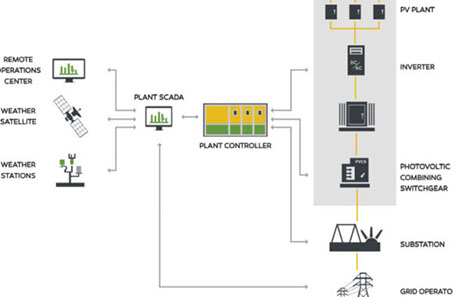 PV PLANT
REMOTE
OPERATIONS
CENTER
INVERTER
DC/
AC
PLANT SCADA
WEATHER
SATELLITE
PLANT CONTROLLER
WEATHER
STATIONS
PVCS
PHOTOVOLTIC
COMBINING
SWITCHGEAR
SUBSTATION
GRID OPERATO